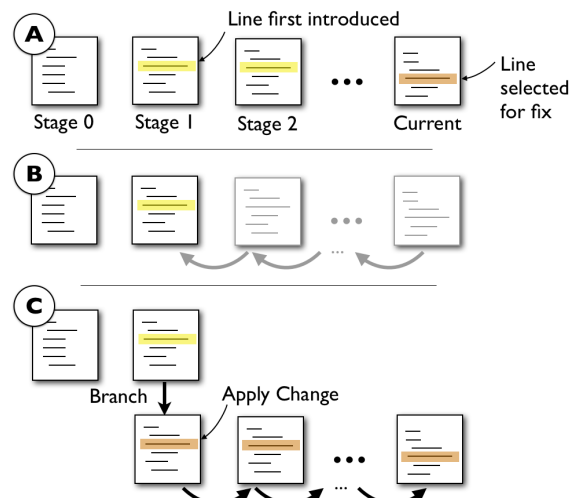 A
Line first introduced
Line
selected
for fix
Stage 0
Stage 1
Stage 2
•••
Current
B
•••
...
C
Branch
Apply Change
•••
...